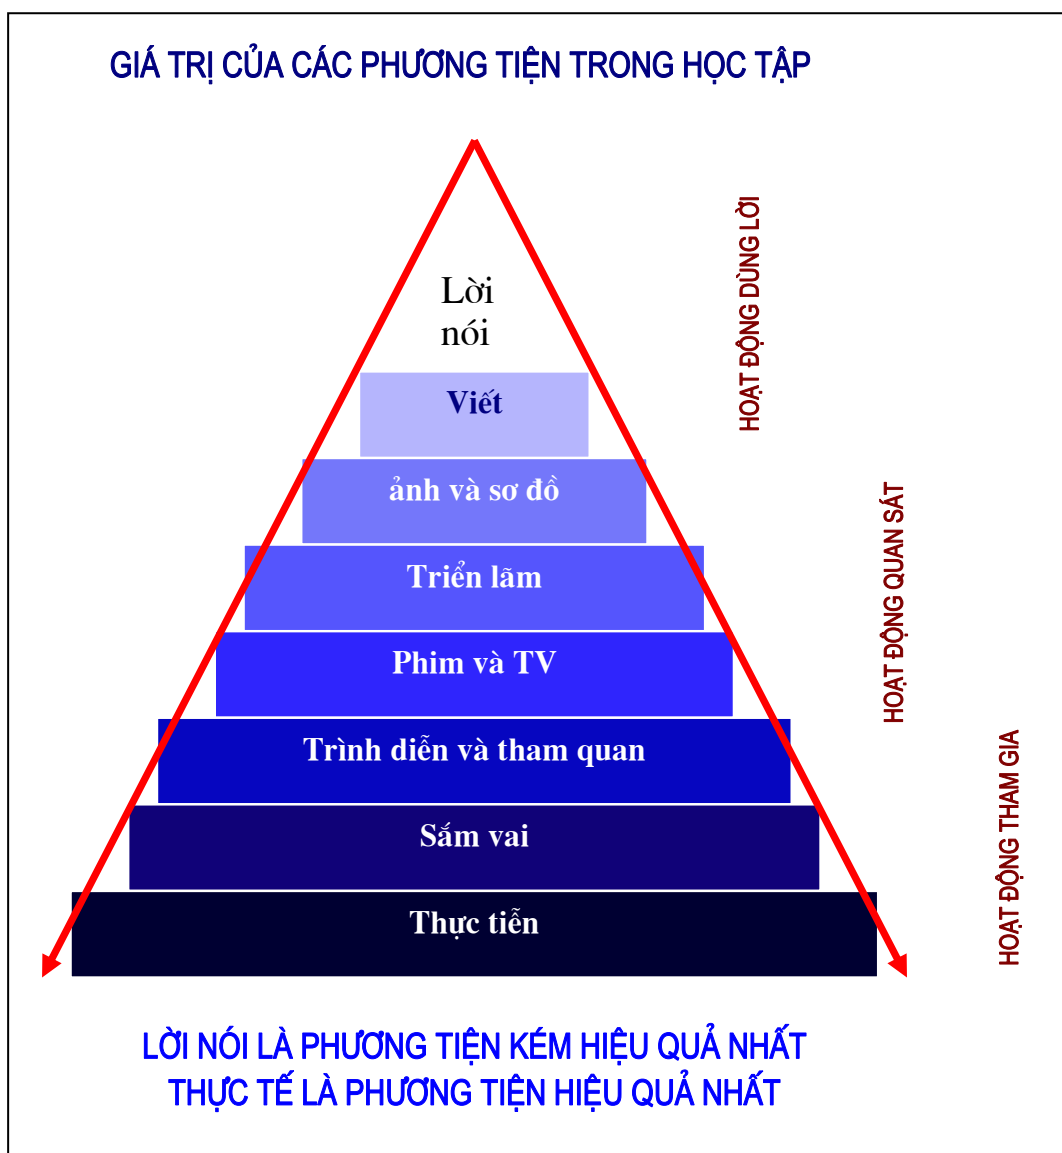 GIÁ TRỊ CỦA CÁC PHƯƠNG TIỆN TRONG HỌC TẬP
Lời
nói
Viết
ảnh và sơ đồ
Triển lãm
Phim và TV
Trình diễn và tham quan
Sắm vai
Thực tiễn
HOẠT ĐỘNG DÙNG LỜI
HOẠT ĐỘNG QUAN SÁT
HOẠT ĐỘNG THAM GIA
LỜI NÓI LÀ PHƯƠNG TIỆN KÉM HIỆU QUẢ NHẤT
THỰC TẾ LÀ PHƯƠNG TIỆN HIỆU QUẢ NHẤT